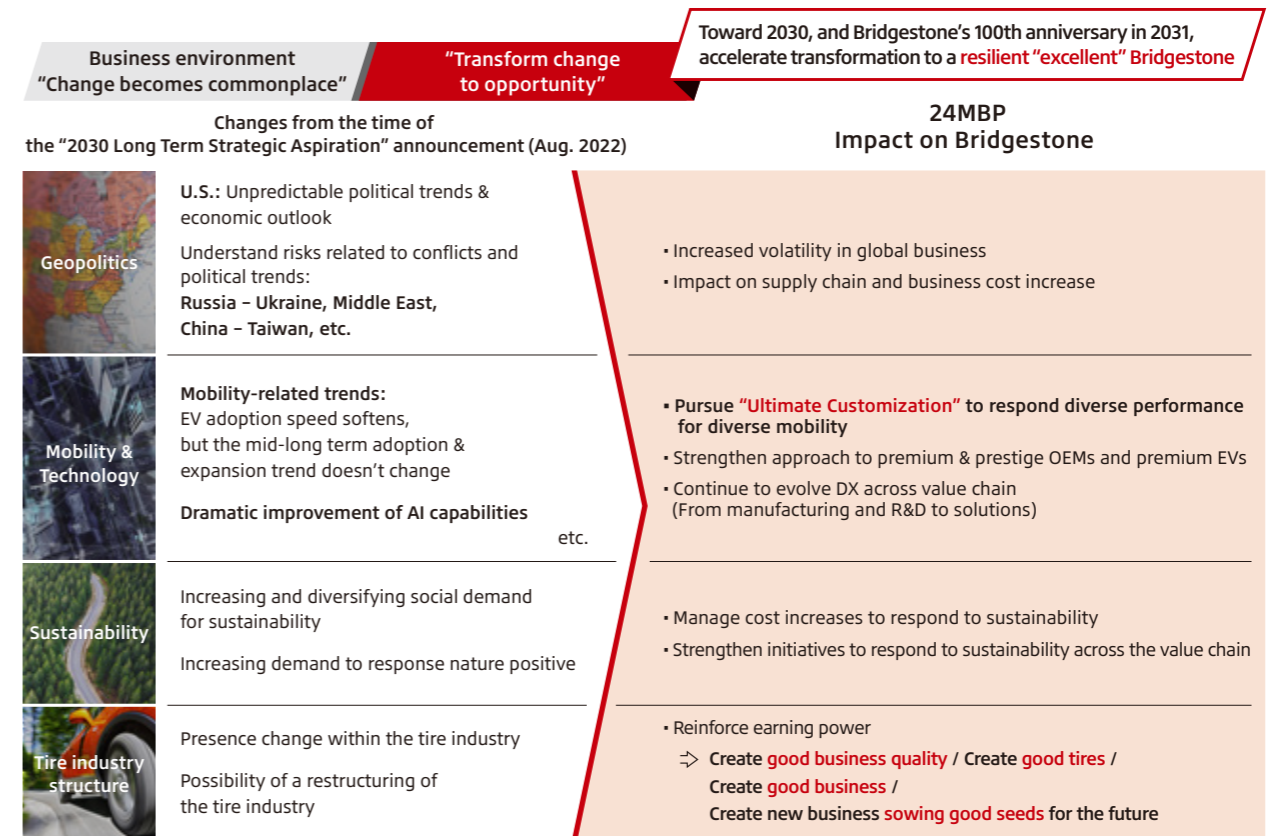 Business environment
“Change becomes commonplace”
“Transform change
to opportunity”
Toward 2030, and Bridgestone’s 100th anniversary in 2031,
accelerate transformation to a resilient “excellent” Bridgestone
Changes from the time of
the “2030 Long Term Strategic Aspiration” announcement (Aug. 2022)
24MBP
Impact on Bridgestone
Geopolitics
U.S.: Unpredictable political trends &
economic outlook
Understand risks related to conflicts and
political trends:
Russia – Ukraine, Middle East,
China – Taiwan, etc.
・Increased volatility in global business
・Impact on supply chain and business cost increase
Mobility &
Technology
Mobility-related trends:
EV adoption speed softens,
but the mid-long term adoption &
expansion trend doesn’t change
Dramatic improvement of AI capabilities
etc.
・Pursue “Ultimate Customization” to respond diverse performance
for diverse mobility
・Strengthen approach to premium & prestige OEMs and premium EVs
・Continue to evolve DX across value chain
(From manufacturing and R&D to solutions)
Sustainability
Increasing and diversifying social demand
for sustainability
Increasing demand to response nature positive
・Manage cost increases to respond to sustainability
・Strengthen initiatives to respond to sustainability across the value chain
Tire industry
structure
Presence change within the tire industry
Possibility of a restructuring of
the tire industry
・Reinforce earning power
⇨ Create good business quality / Create good tires /
Create good business /
Create new business sowing good seeds for the future